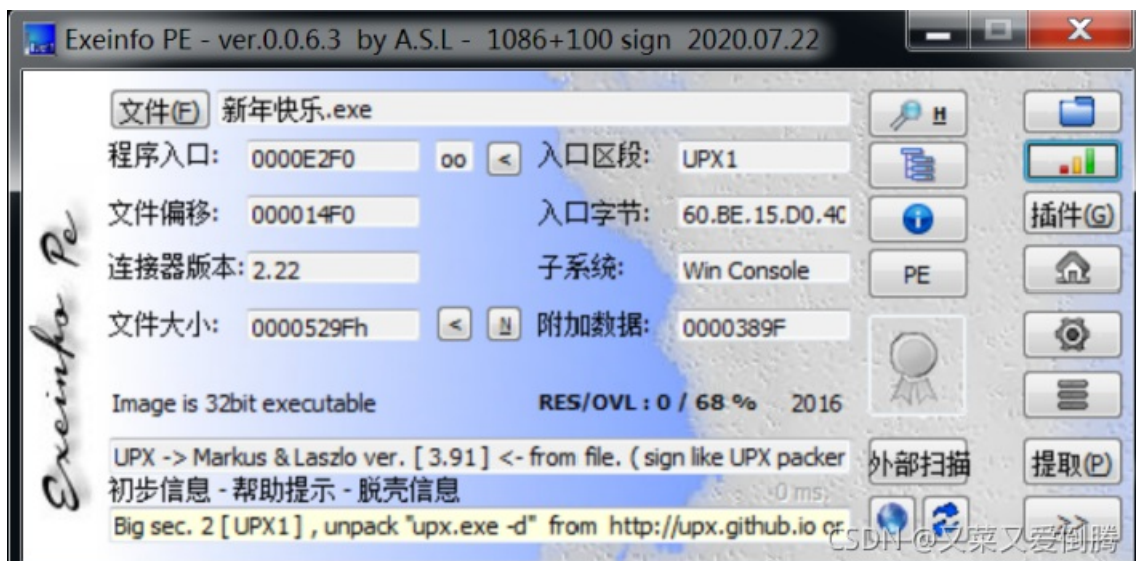 Exeinfo PE - ver.0.0.6.3 by A.S.L - 1086+100 sign 2020.07.22
Exeinfo Pe
文件(F) 新年快乐.exe H
程序入口: 0000E2F0 oo < 入口区段: UPX1
文件偏移: 000014F0 入口字节: 60.BE.15.D0.4C 插件(G)
连接器版本: 2.22 子系统: Win Console PE
文件大小: 0000529Fh < N 附加数据: 0000389F
Image is 32bit executable RES/OVL : 0 / 68 % 2016
UPX -> Markus & Laszlo ver. [ 3.91 ] <- from file. ( sign like UPX packer 外部扫描 提取(P)
初步信息 - 帮助提示 - 脱壳信息 0 ms.
Big sec. 2 [ UPX1 ] , unpack "upx.exe -d" from http://upx.github.io or >>
CSDN @又菜又爱倒腾